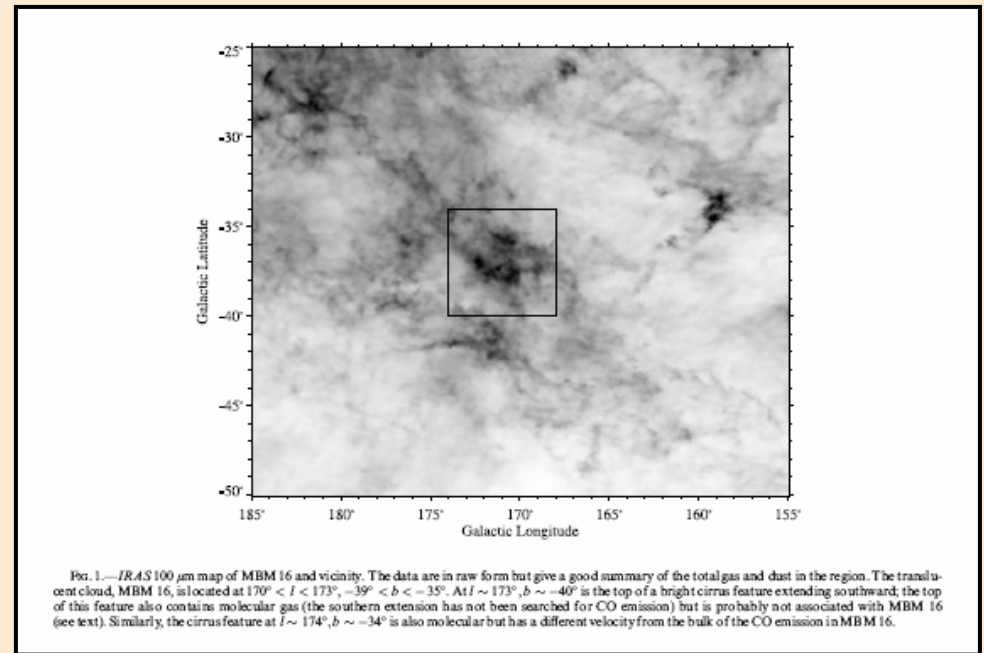 -25°
-30°
-35°
-40°
-45°
-50°
Galactic Latitude
185° 180° 175° 170° 165° 160° 155°
Galactic Longitude
FIG. 1.—IRAS 100 μm map of MBM 16 and vicinity. The data are in raw form but give a good summary of the total gas and dust in the region. The translu-
cent cloud, MBM 16, is located at 170° < l < 173°, −39° < b < −35°. At l ~ 173°, b ~ −40° is the top of a bright cirrus feature extending southward; the top
of this feature also contains molecular gas (the southern extension has not been searched for CO emission) but is probably not associated with MBM 16
(see text). Similarly, the cirrus feature at l ~ 174°, b ~ −34° is also molecular but has a different velocity from the bulk of the CO emission in MBM 16.